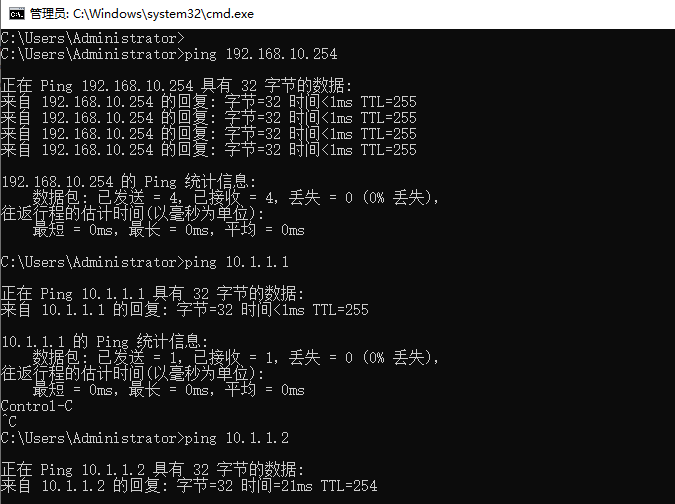 管理员: C:\Windows\system32\cmd.exe
C:\Users\Administrator>
C:\Users\Administrator>ping 192.168.10.254
正在 Ping 192.168.10.254 具有 32 字节的数据:
来自 192.168.10.254 的回复: 字节=32 时间<1ms TTL=255
来自 192.168.10.254 的回复: 字节=32 时间<1ms TTL=255
来自 192.168.10.254 的回复: 字节=32 时间<1ms TTL=255
来自 192.168.10.254 的回复: 字节=32 时间<1ms TTL=255
192.168.10.254 的 Ping 统计信息:
数据包: 已发送 = 4，已接收 = 4，丢失 = 0 (0% 丢失)，
往返行程的估计时间(以毫秒为单位):
最短 = 0ms，最长 = 0ms，平均 = 0ms
C:\Users\Administrator>ping 10.1.1.1
正在 Ping 10.1.1.1 具有 32 字节的数据:
来自 10.1.1.1 的回复: 字节=32 时间<1ms TTL=255
10.1.1.1 的 Ping 统计信息:
数据包: 已发送 = 1，已接收 = 1，丢失 = 0 (0% 丢失)，
往返行程的估计时间(以毫秒为单位):
最短 = 0ms，最长 = 0ms，平均 = 0ms
Control-C
^C
C:\Users\Administrator>ping 10.1.1.2
正在 Ping 10.1.1.2 具有 32 字节的数据:
来自 10.1.1.2 的回复: 字节=32 时间=21ms TTL=254